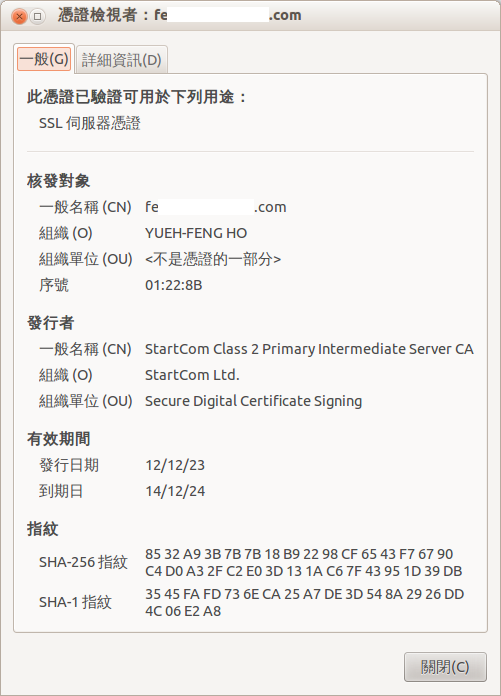 憑證檢視者：fe .com
一般(G) 詳細資訊(D)
此憑證已驗證可用於下列用途：
SSL 伺服器憑證
核發對象
一般名稱 (CN) fe .com
組織 (O) YUEH-FENG HO
組織單位 (OU) <不是憑證的一部分>
序號 01:22:8B
發行者
一般名稱 (CN) StartCom Class 2 Primary Intermediate Server CA
組織 (O) StartCom Ltd.
組織單位 (OU) Secure Digital Certificate Signing
有效期間
發行日期 12/12/23
到期日 14/12/24
指紋
SHA-256 指紋 85 32 A9 3B 7B 7B 18 B9 22 98 CF 65 43 F7 67 90
C4 D0 A3 2F C2 E0 3D 13 1A C6 7F 43 95 1D 39 DB
SHA-1 指紋 35 45 FA FD 73 6E CA 25 A7 DE 3D 54 8A 29 26 DD
4C 06 E2 A8
關閉(C)